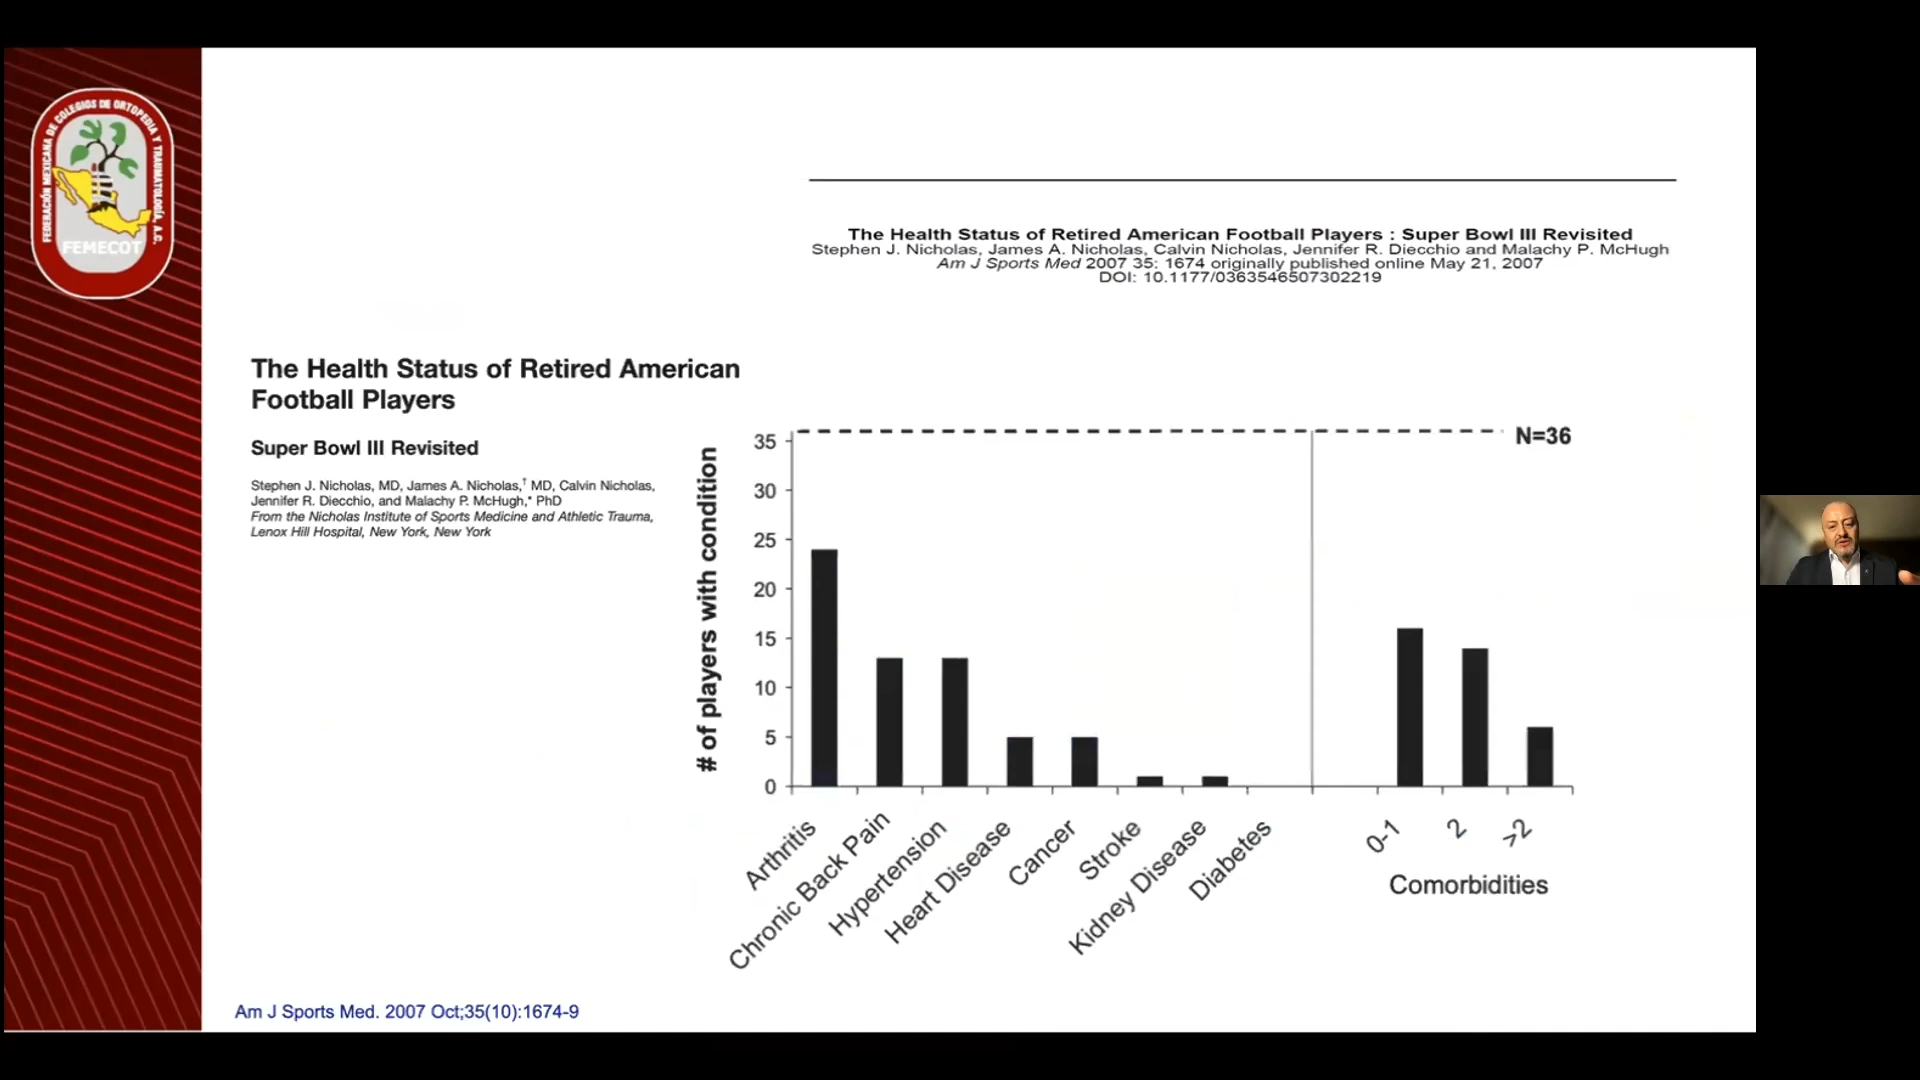 FEDERACIÓN MEXICANA DE COLEGIOS DE ORTOPEDIA Y TRAUMATOLOGÍA, A.C.
FEMECOT
The Health Status of Retired American Football Players : Super Bowl III Revisited
Stephen J. Nicholas, James A. Nicholas, Calvin Nicholas, Jennifer R. Diecchio and Malachy P. McHugh
Am J Sports Med 2007 35: 1674 originally published online May 21, 2007
DOI: 10.1177/0363546507302219
The Health Status of Retired American
Football Players
Super Bowl III Revisited
Stephen J. Nicholas, MD, James A. Nicholas,† MD, Calvin Nicholas,
Jennifer R. Diecchio, and Malachy P. McHugh,* PhD
From the Nicholas Institute of Sports Medicine and Athletic Trauma,
Lenox Hill Hospital, New York, New York
# of players with condition
35
30
25
20
15
10
5
0
N=36
Arthritis
Chronic Back Pain
Hypertension
Heart Disease
Cancer
Stroke
Kidney Disease
Diabetes
0-1
2
>2
Comorbidities
Am J Sports Med. 2007 Oct;35(10):1674-9